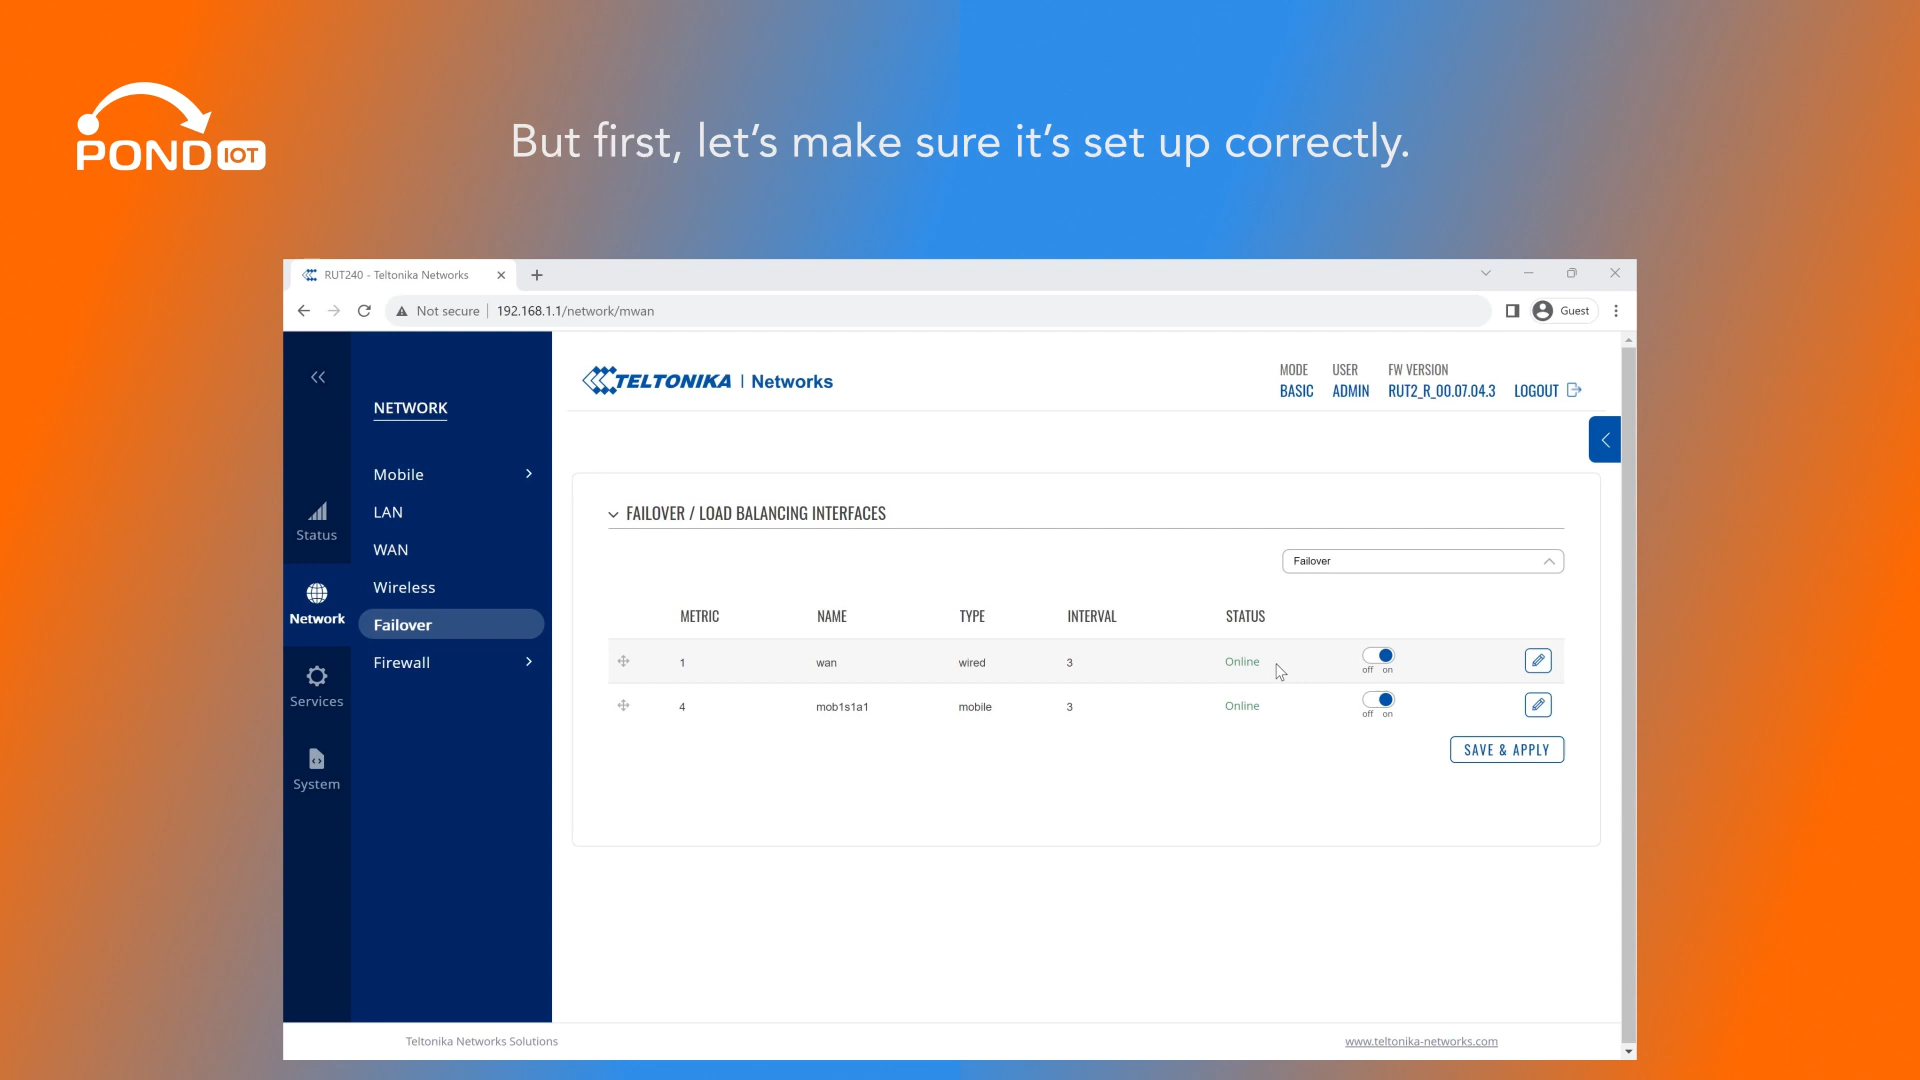 POND IOT
But first, let's make sure it's set up correctly.
RUT240 - Teltonika Networks
Not secure
192.168.1.1/network/mwan
Guest
TELTONIKA | Networks
MODE USER FW VERSION
BASIC ADMIN RUT2_R_00.07.04.3 LOGOUT
NETWORK
Mobile
LAN
WAN
Wireless
Failover
Firewall
Status
Network
Services
System
FAILOVER / LOAD BALANCING INTERFACES
Failover
METRIC NAME TYPE INTERVAL STATUS
1 wan wired 3 Online off on
4 mob1s1a1 mobile 3 Online off on
SAVE & APPLY
Teltonika Networks Solutions
www.teltonika-networks.com